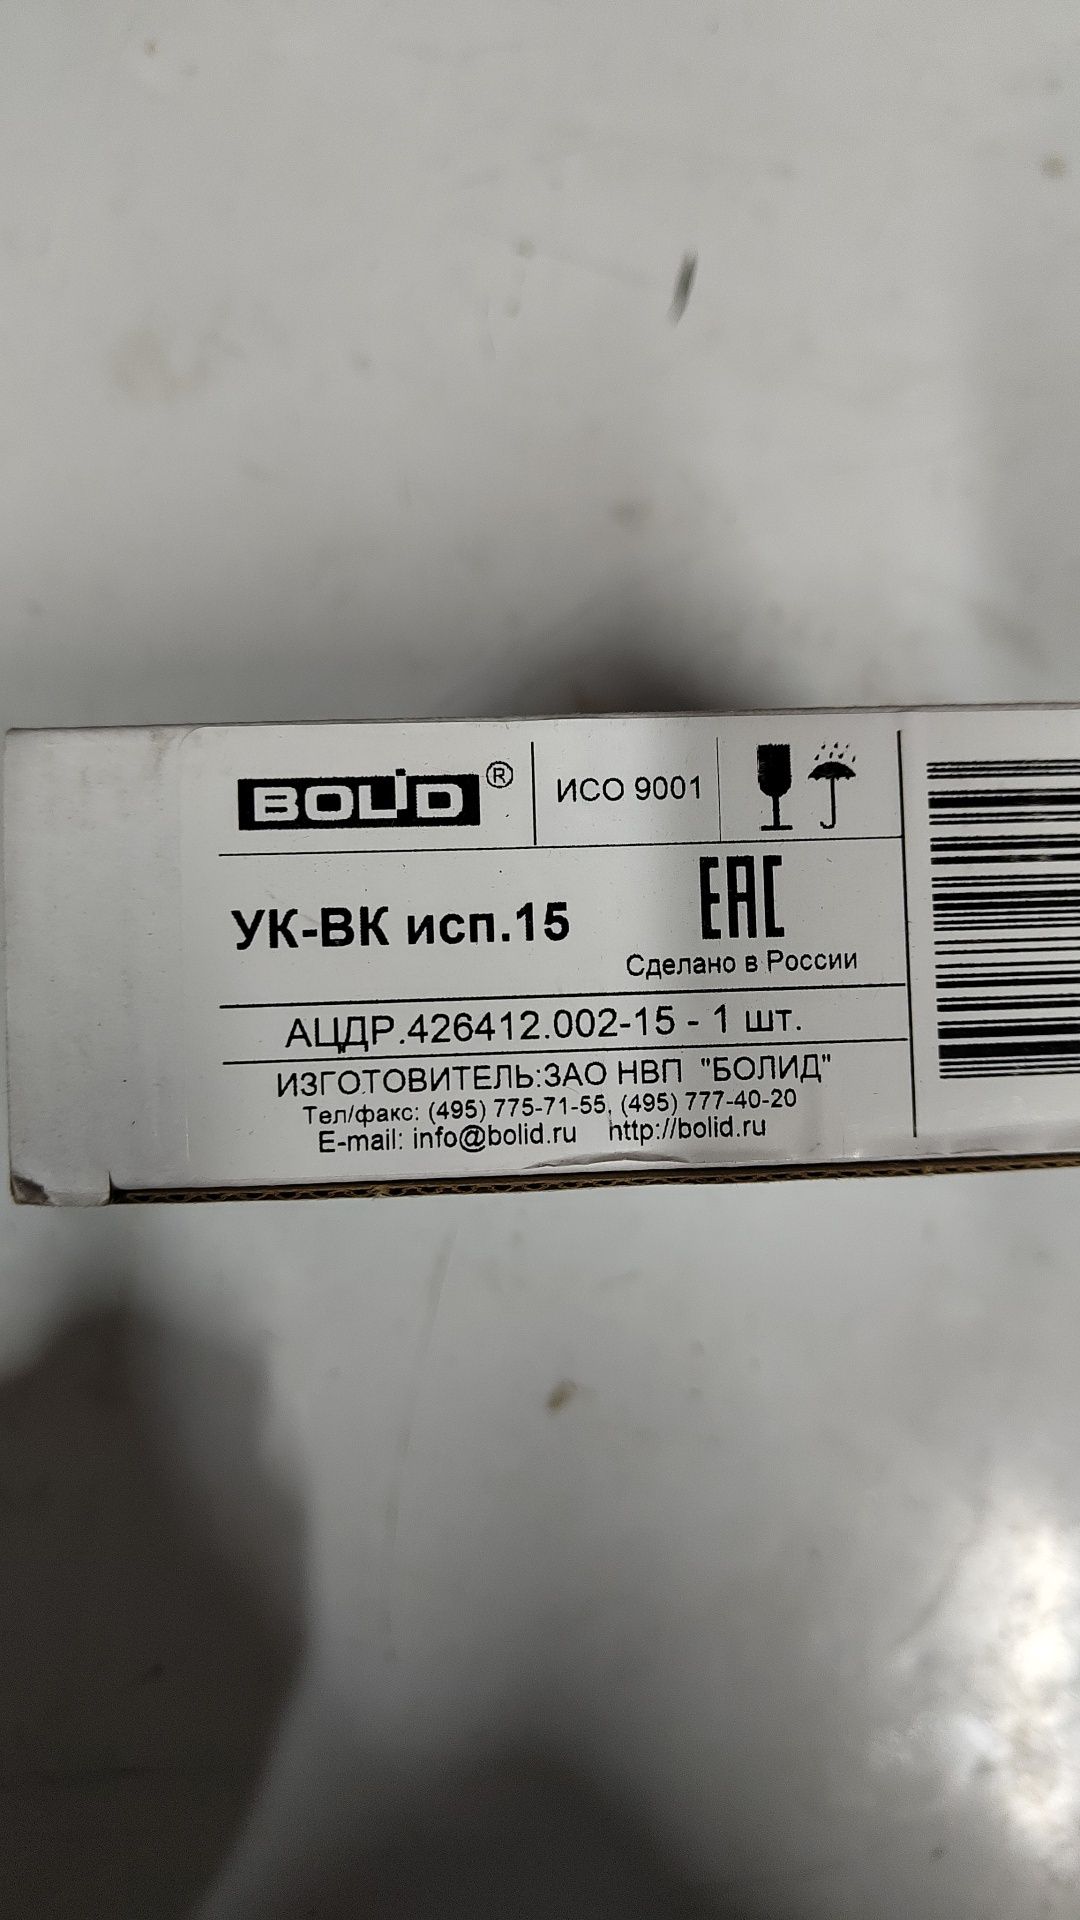 BOLID ® ИСО 9001
УК-ВК исп.15 EAC
Сделано в России
АЦДР.426412.002-15 - 1 шт.
ИЗГОТОВИТЕЛЬ:ЗАО НВП "БОЛИД"
Тел/факс: (495) 775-71-55, (495) 777-40-20
E-mail: info@bolid.ru http://bolid.ru